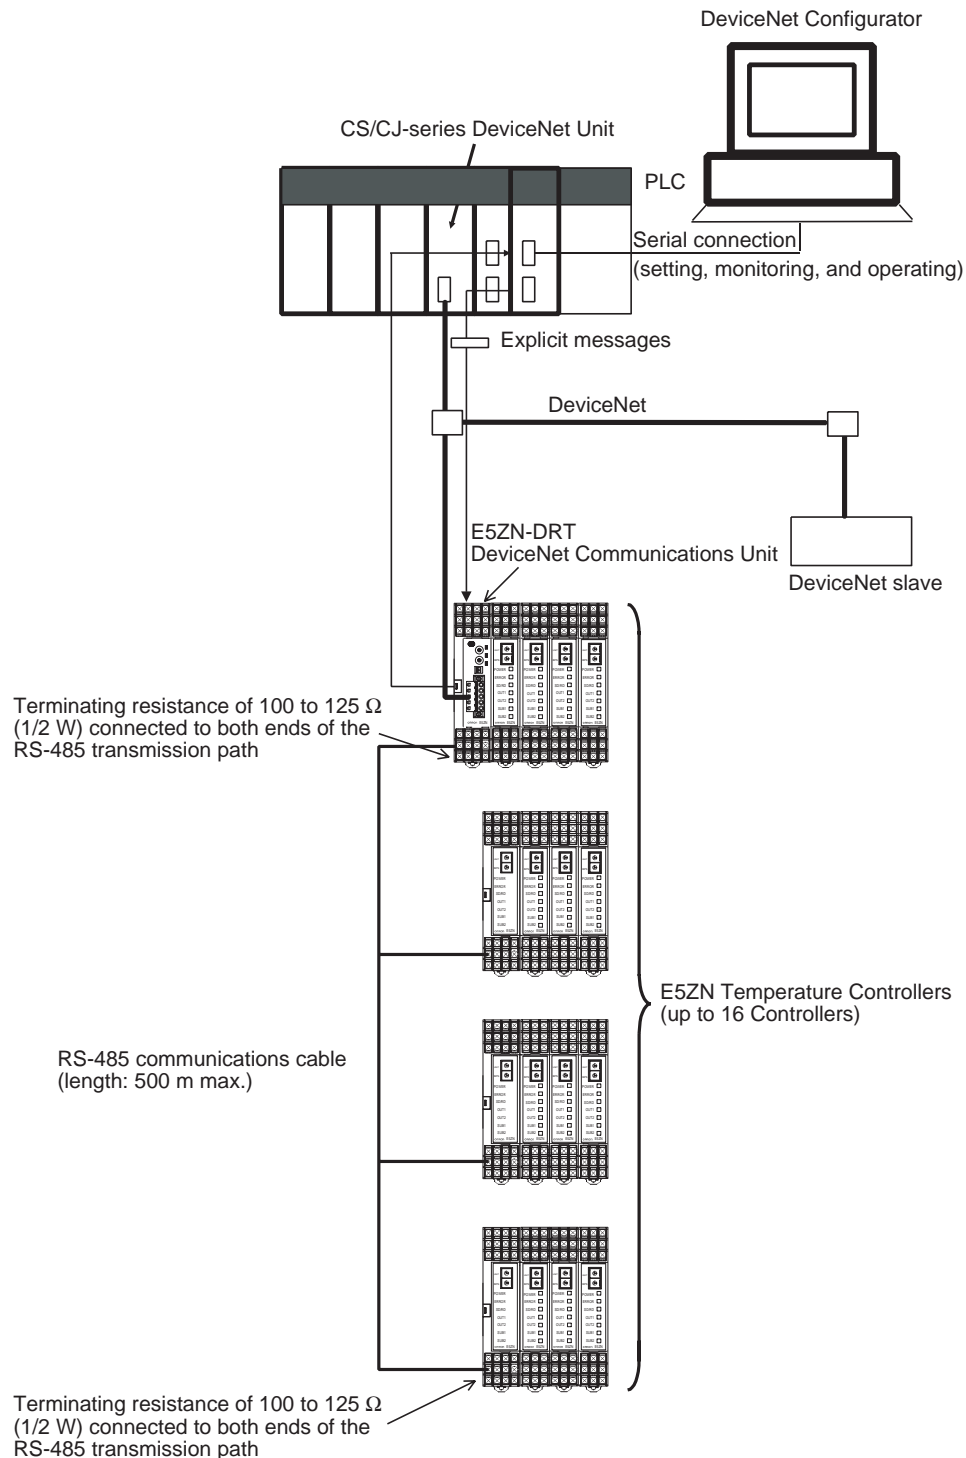 DeviceNet Configurator
CS/CJ-series DeviceNet Unit
PLC
Serial connection
(setting, monitoring, and operating)
Explicit messages
DeviceNet
E5ZN-DRT
DeviceNet Communications Unit
DeviceNet slave
Terminating resistance of 100 to 125 Ω
(1/2 W) connected to both ends of the
RS-485 transmission path
E5ZN Temperature Controllers
(up to 16 Controllers)
RS-485 communications cable
(length: 500 m max.)
Terminating resistance of 100 to 125 Ω
(1/2 W) connected to both ends of the
RS-485 transmission path